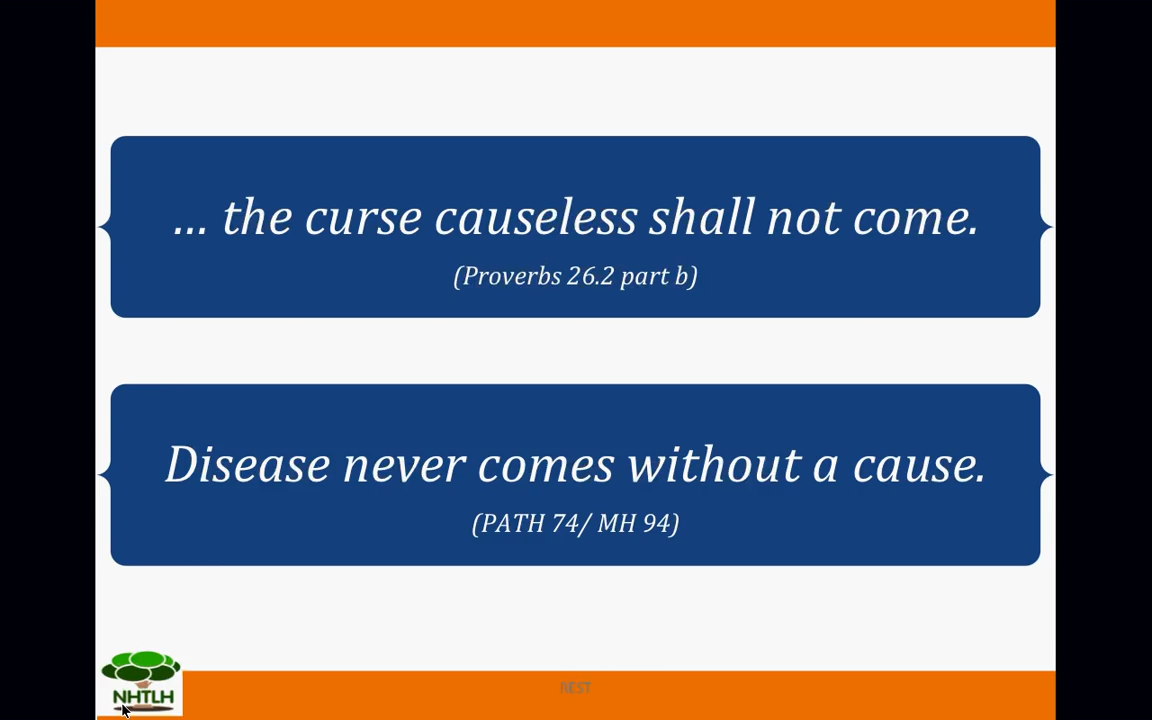 ... the curse causeless shall not come.
(Proverbs 26.2 part b)
Disease never comes without a cause.
(PATH 74/ MH 94)
NHTLH
REST